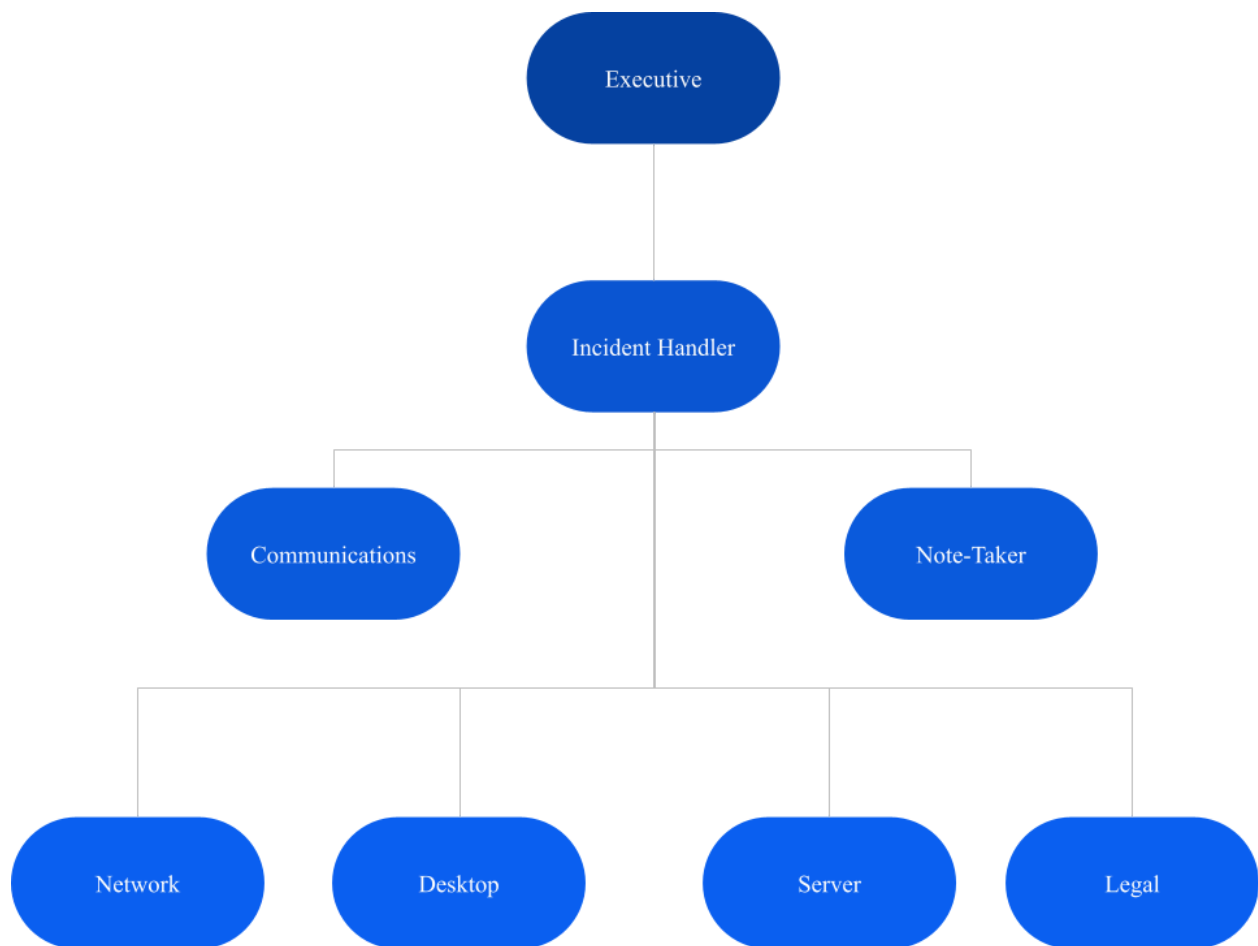 Executive
Incident Handler
Communications
Note-Taker
Network
Desktop
Server
Legal